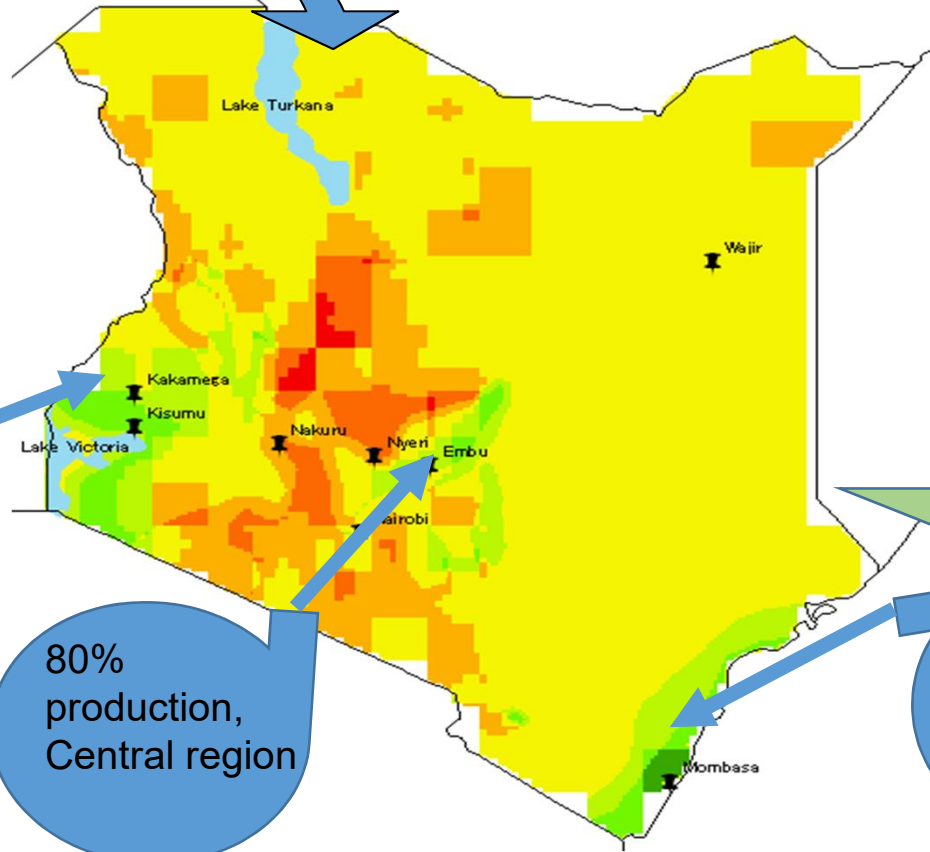 Lake Turkana
Wajir
Kakamega
Kisumu
Lake Victoria
Nakuru
Nyeri
Embu
airobi
80%
production,
Central region
Mombasa